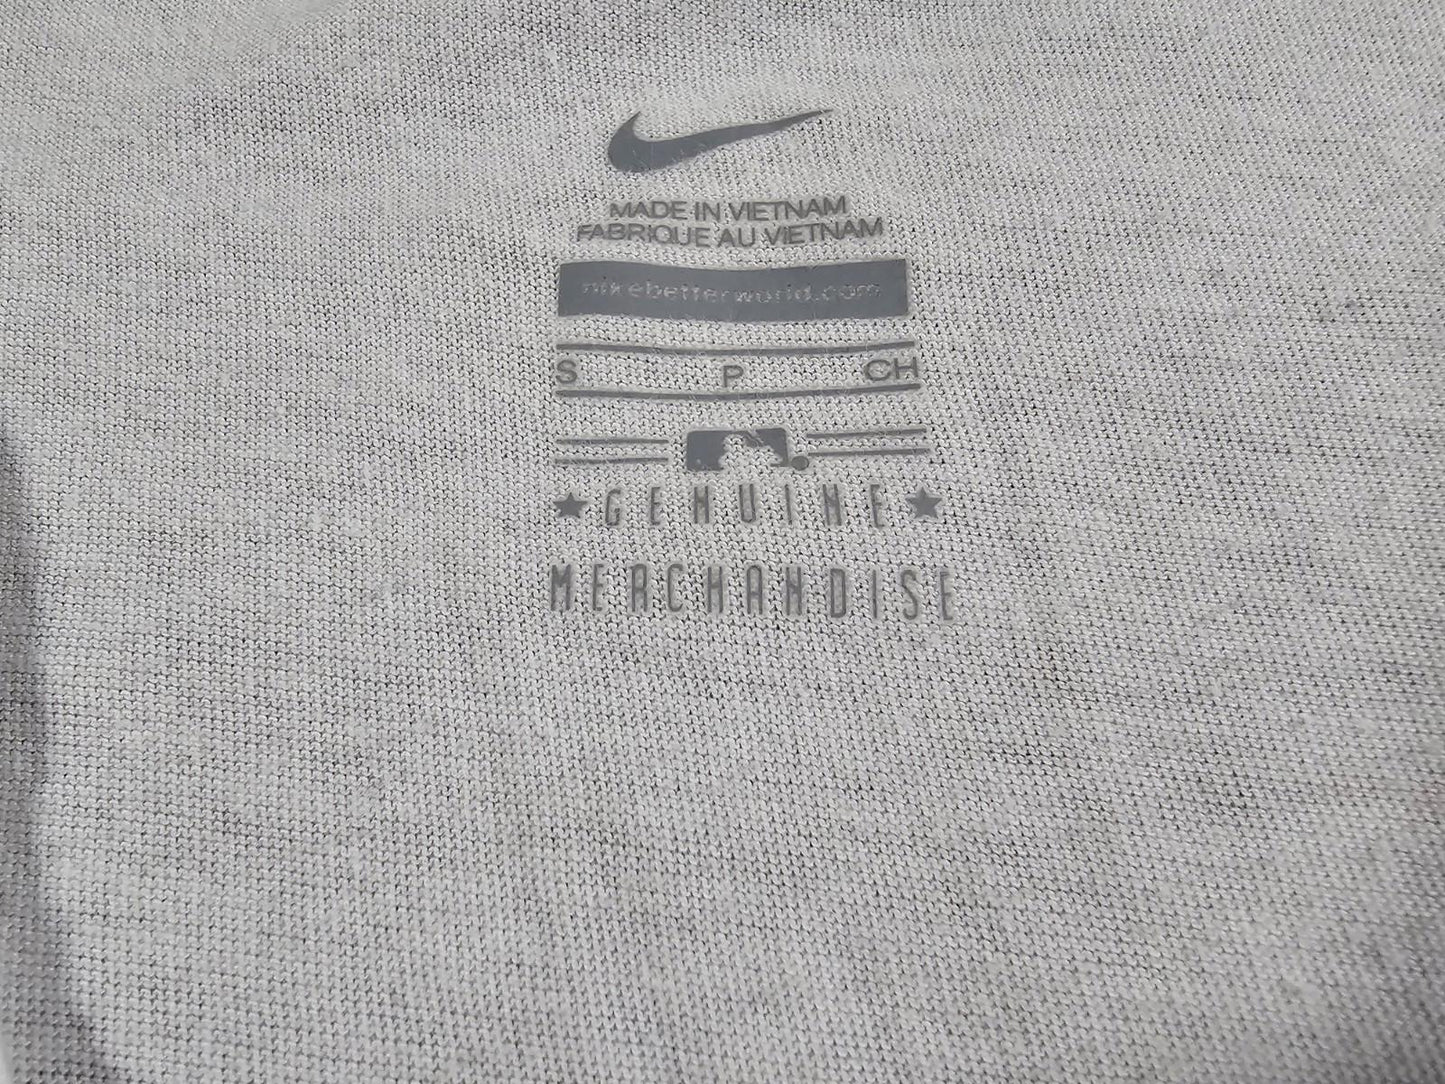 MADE IN VIETNAM
FABRIQUE AU VIETNAM
nikebetterworld.com
S P CH
★ GENUINE ★
MERCHANDISE